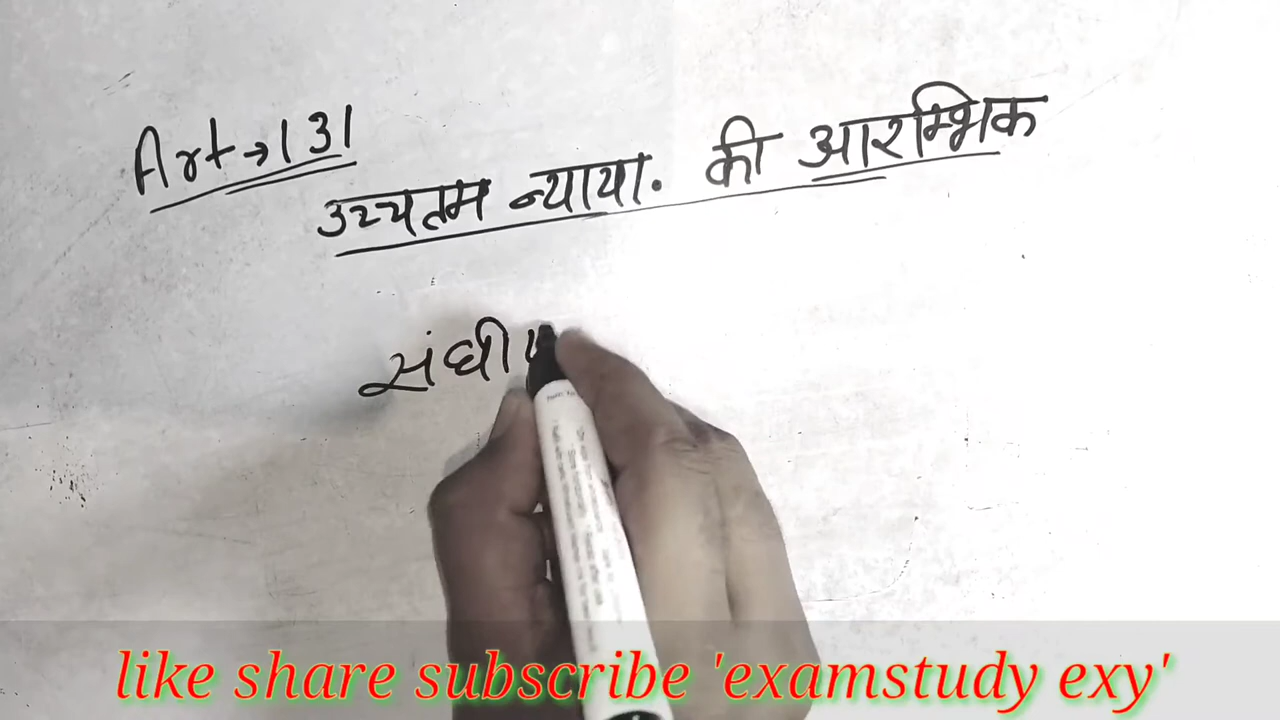 Art → 131
उच्चतम न्याया. की आरम्भिक
संघी
like share subscribe 'examstudy exy'